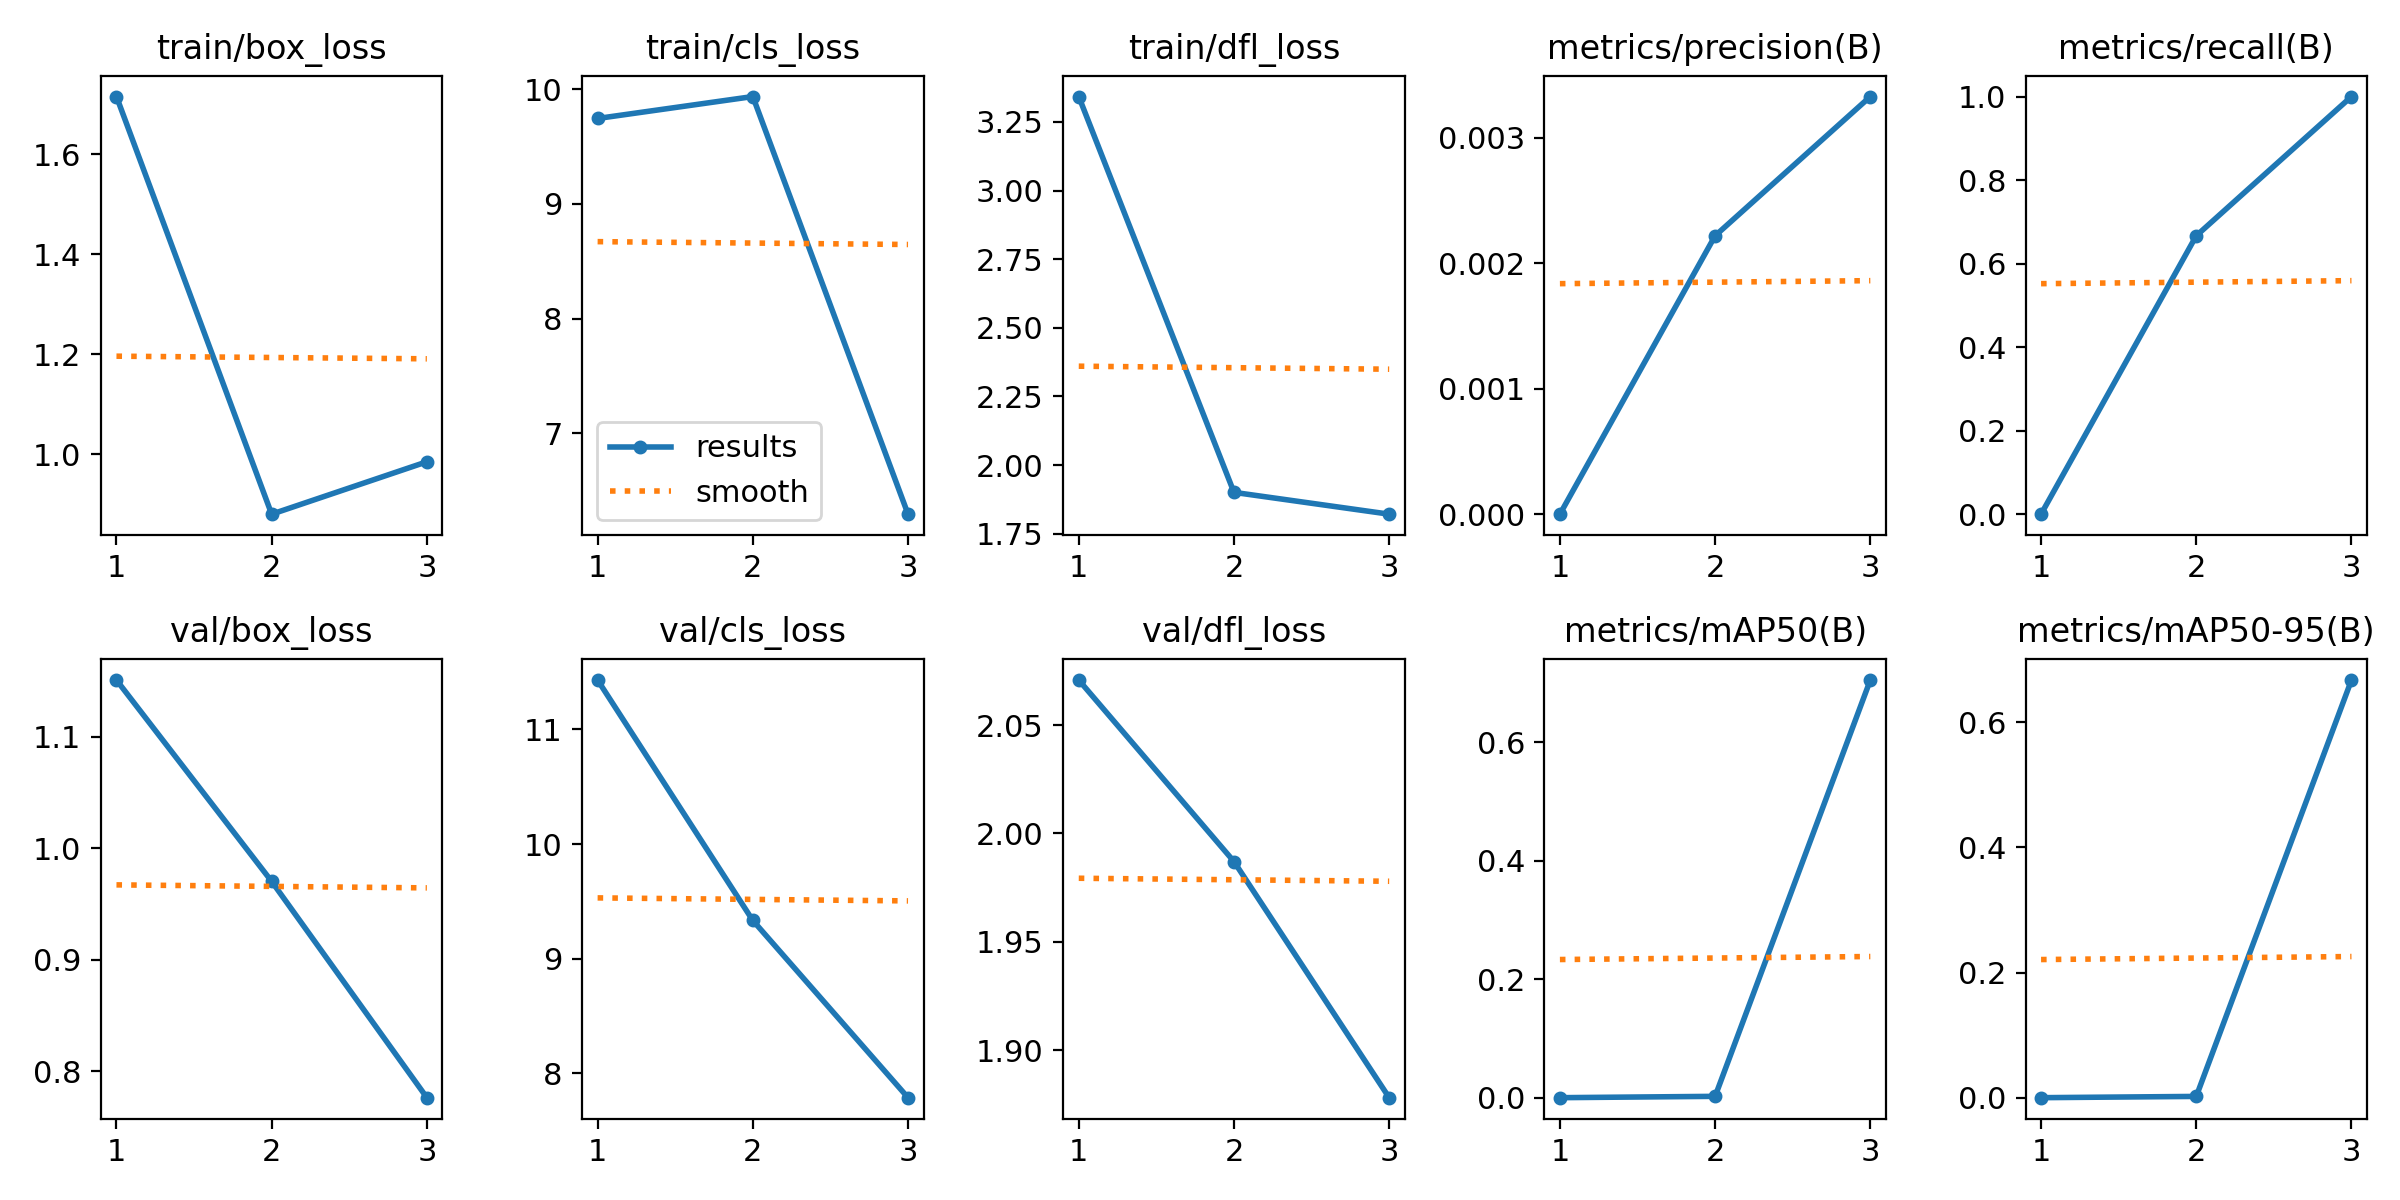 train/box_loss
1.6
1.4
1.2
1.0
1 2 3
train/cls_loss
10
9
8
7
results
smooth
1 2 3
train/dfl_loss
3.25
3.00
2.75
2.50
2.25
2.00
1.75
1 2 3
metrics/precision(B)
0.003
0.002
0.001
0.000
1 2 3
metrics/recall(B)
1.0
0.8
0.6
0.4
0.2
0.0
1 2 3
val/box_loss
1.1
1.0
0.9
0.8
1 2 3
val/cls_loss
11
10
9
8
1 2 3
val/dfl_loss
2.05
2.00
1.95
1.90
1 2 3
metrics/mAP50(B)
0.6
0.4
0.2
0.0
1 2 3
metrics/mAP50-95(B)
0.6
0.4
0.2
0.0
1 2 3